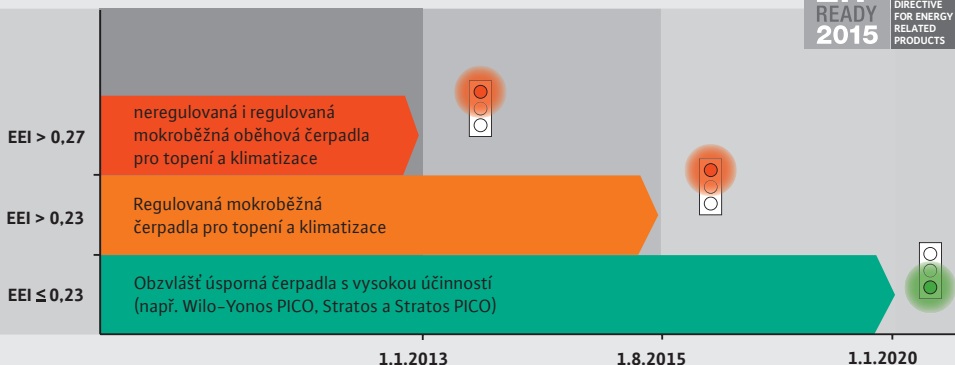 READY
2015
DIRECTIVE
FOR ENERGY
RELATED
PRODUCTS
EEI > 0,27
neregulovaná i regulovaná
mokroběžná oběhová čerpadla
pro topení a klimatizace
EEI > 0,23
Regulovaná mokroběžná
čerpadla pro topení a klimatizace
EEI ≤ 0,23
Obzvlášť úsporná čerpadla s vysokou účinností
(např. Wilo-Yonos PICO, Stratos a Stratos PICO)
1.1.2013
1.8.2015
1.1.2020